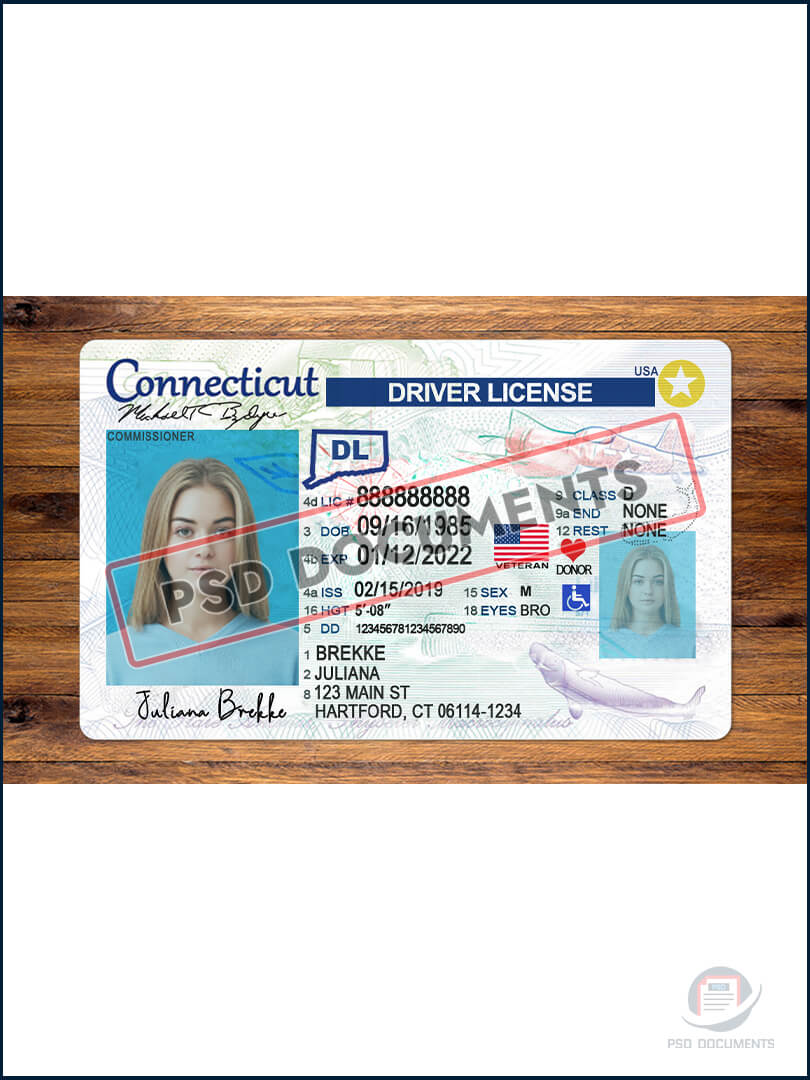 Connecticut
USA
DRIVER LICENSE
COMMISSIONER
DL
4d LIC # 888888888
9 CLASS D
3 DOB 09/16/1985
9a END NONE
4b EXP 01/12/2022
12 REST NONE
VETERAN
DONOR
4a ISS 02/15/2019
15 SEX M
16 HGT 5'-08"
18 EYES BRO
5 DD 123456781234567890
1 BREKKE
2 JULIANA
8 123 MAIN ST
HARTFORD, CT 06114-1234
Juliana Brekke
PSD DOCUMENTS
PSD
PSD DOCUMENTS